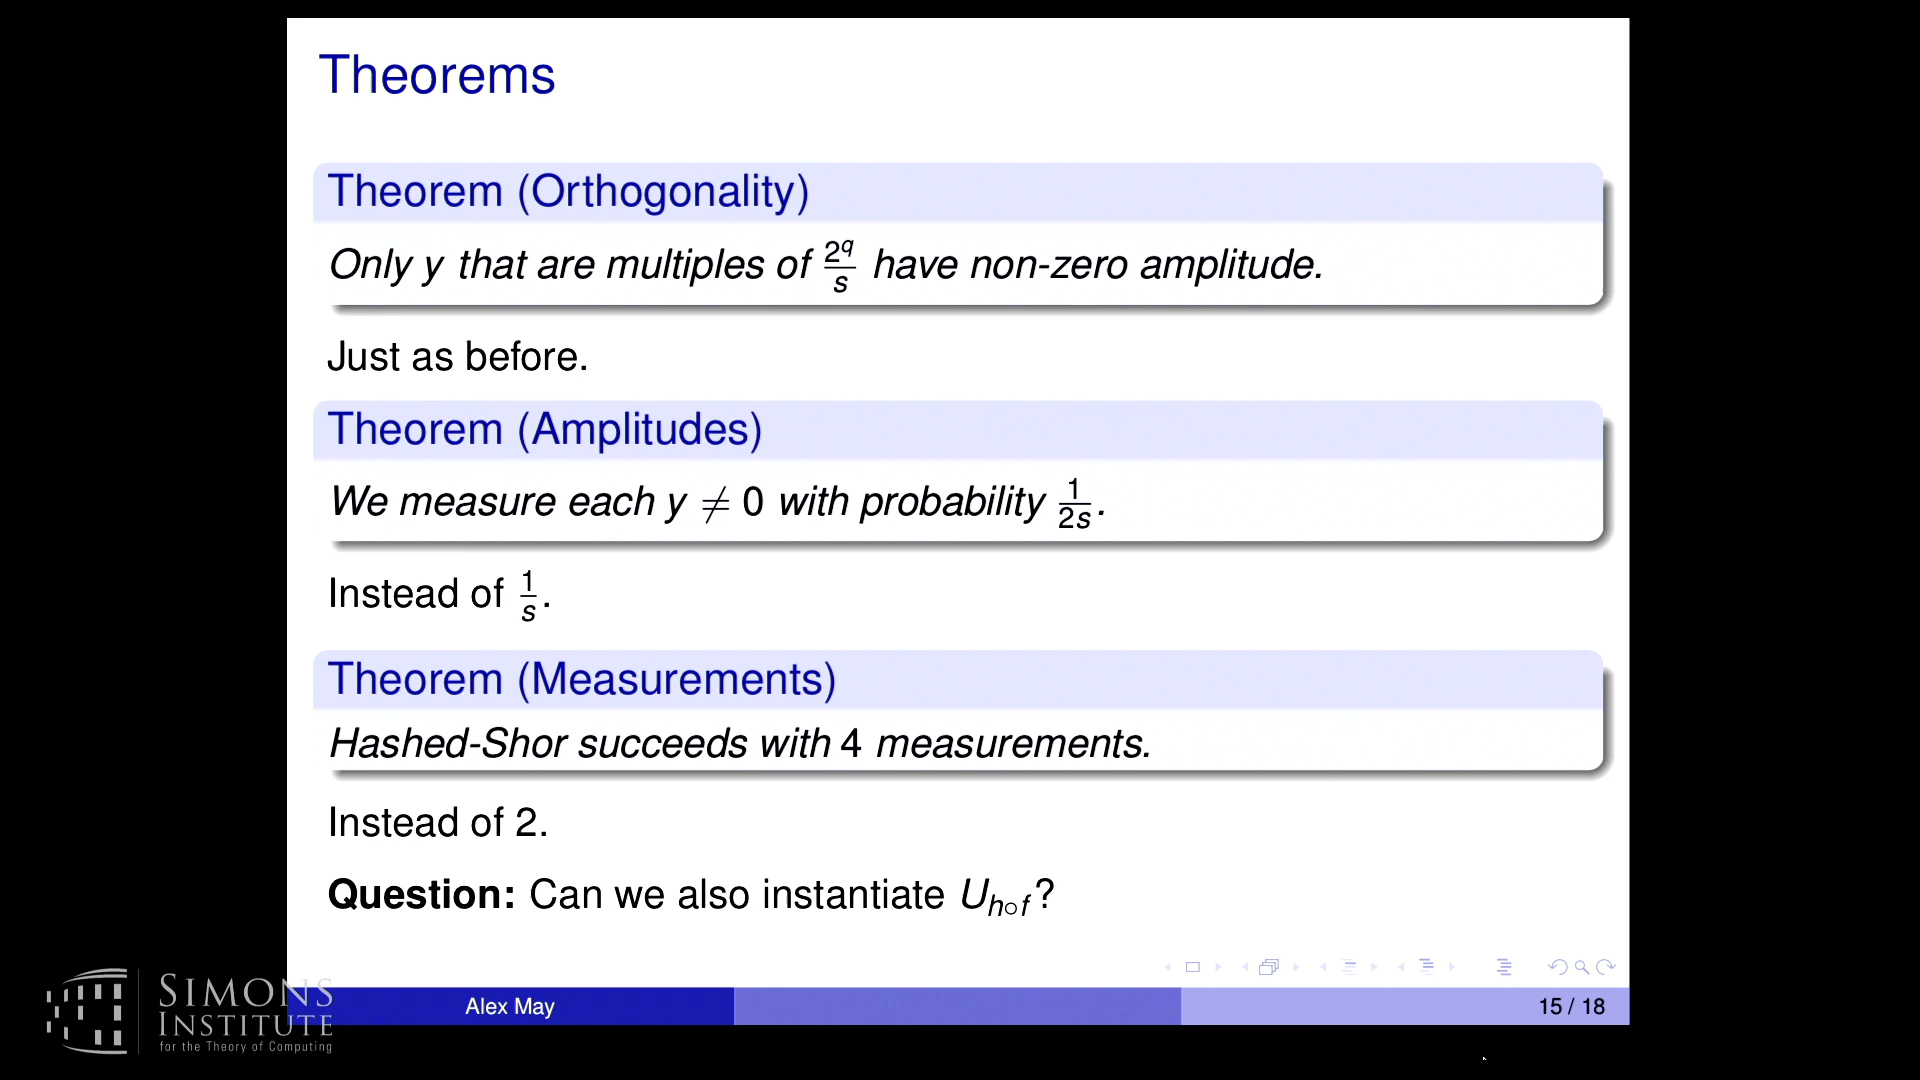 Theorems
Theorem (Orthogonality)
Only y that are multiples of 2^q/s have non-zero amplitude.
Just as before.
Theorem (Amplitudes)
We measure each y ≠ 0 with probability 1/2s.
Instead of 1/s.
Theorem (Measurements)
Hashed-Shor succeeds with 4 measurements.
Instead of 2.
Question: Can we also instantiate U_{h∘f}?
SIMONS
INSTITUTE
for the Theory of Computing
Alex May
15 / 18